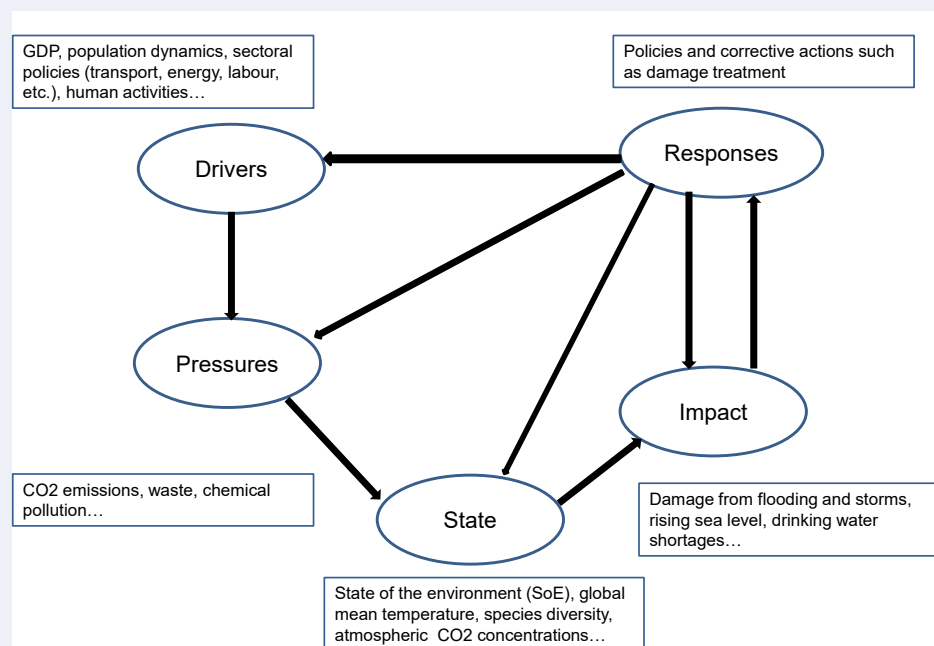 GDP, population dynamics, sectoral
policies (transport, energy, labour,
etc.), human activities…
Policies and corrective actions such
as damage treatment
Drivers
Responses
Pressures
Impact
CO2 emissions, waste, chemical
pollution…
State
Damage from flooding and storms,
rising sea level, drinking water
shortages…
State of the environment (SoE), global
mean temperature, species diversity,
atmospheric CO2 concentrations…